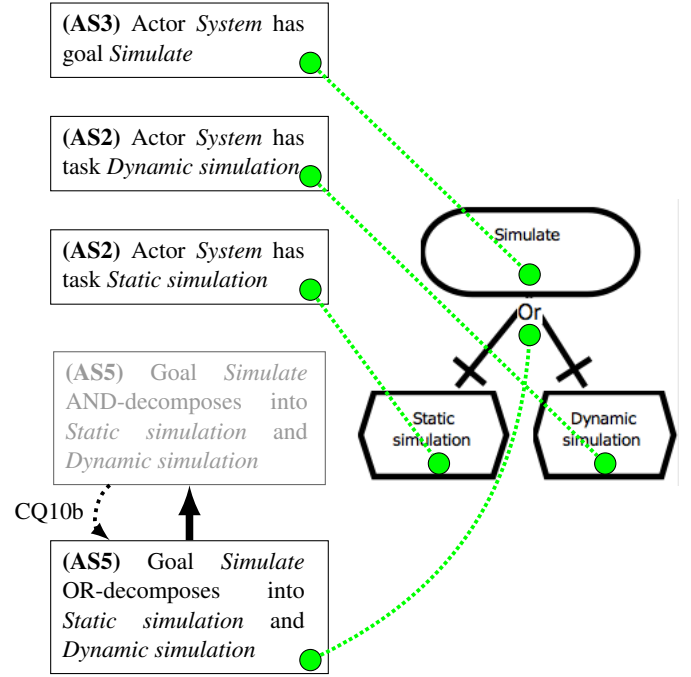 (AS3) Actor System has
goal Simulate
(AS2) Actor System has
task Dynamic simulation
(AS2) Actor System has
task Static simulation
(AS5) Goal Simulate
AND-decomposes into
Static simulation and
Dynamic simulation
CQ10b
(AS5) Goal Simulate
OR-decomposes into
Static simulation and
Dynamic simulation
Simulate
Or
Static
simulation
Dynamic
simulation